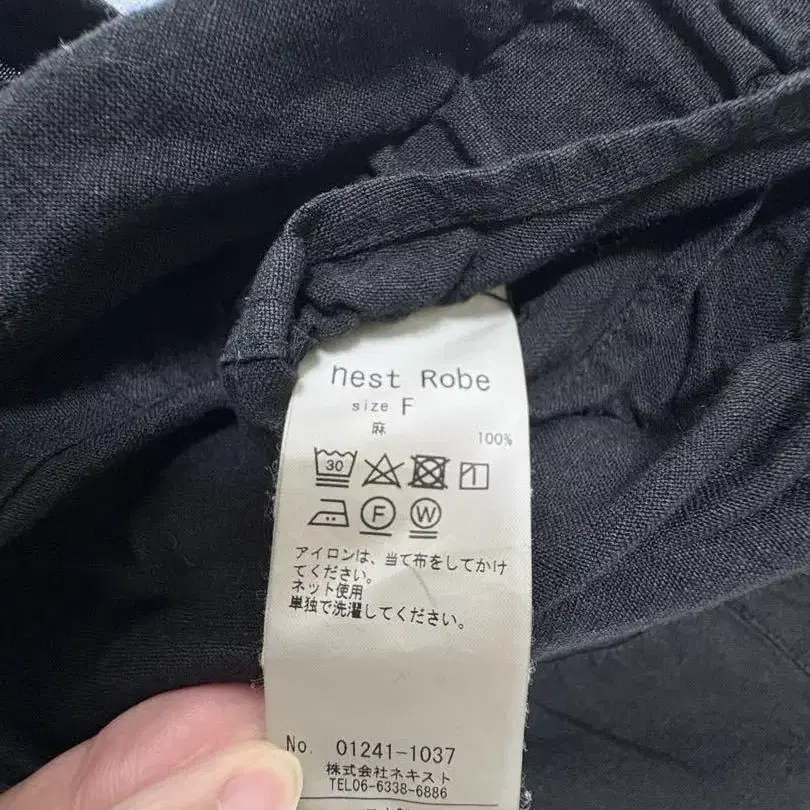 nest Robe
size F
麻 100%
30
F W
アイロンは、当て布をしてかけ
てください。
ネット使用
単独で洗濯してください。
No. 01241-1037
株式会社ネキスト
TEL06-6338-6886